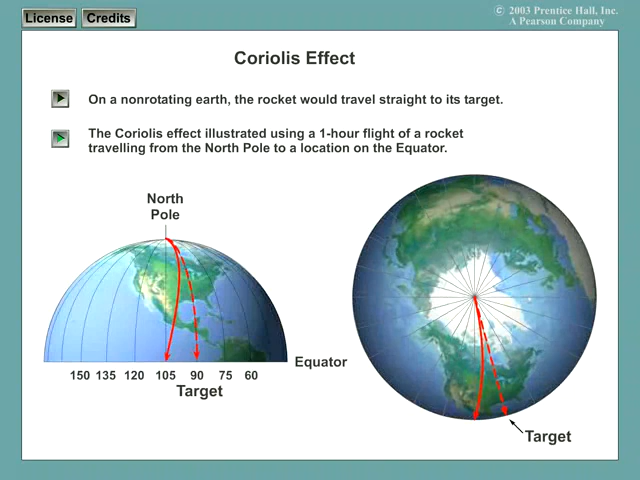 License Credits
© 2003 Prentice Hall, Inc.
A Pearson Company
Coriolis Effect
On a nonrotating earth, the rocket would travel straight to its target.
The Coriolis effect illustrated using a 1-hour flight of a rocket
travelling from the North Pole to a location on the Equator.
North
Pole
Equator
150 135 120 105 90 75 60
Target
Target